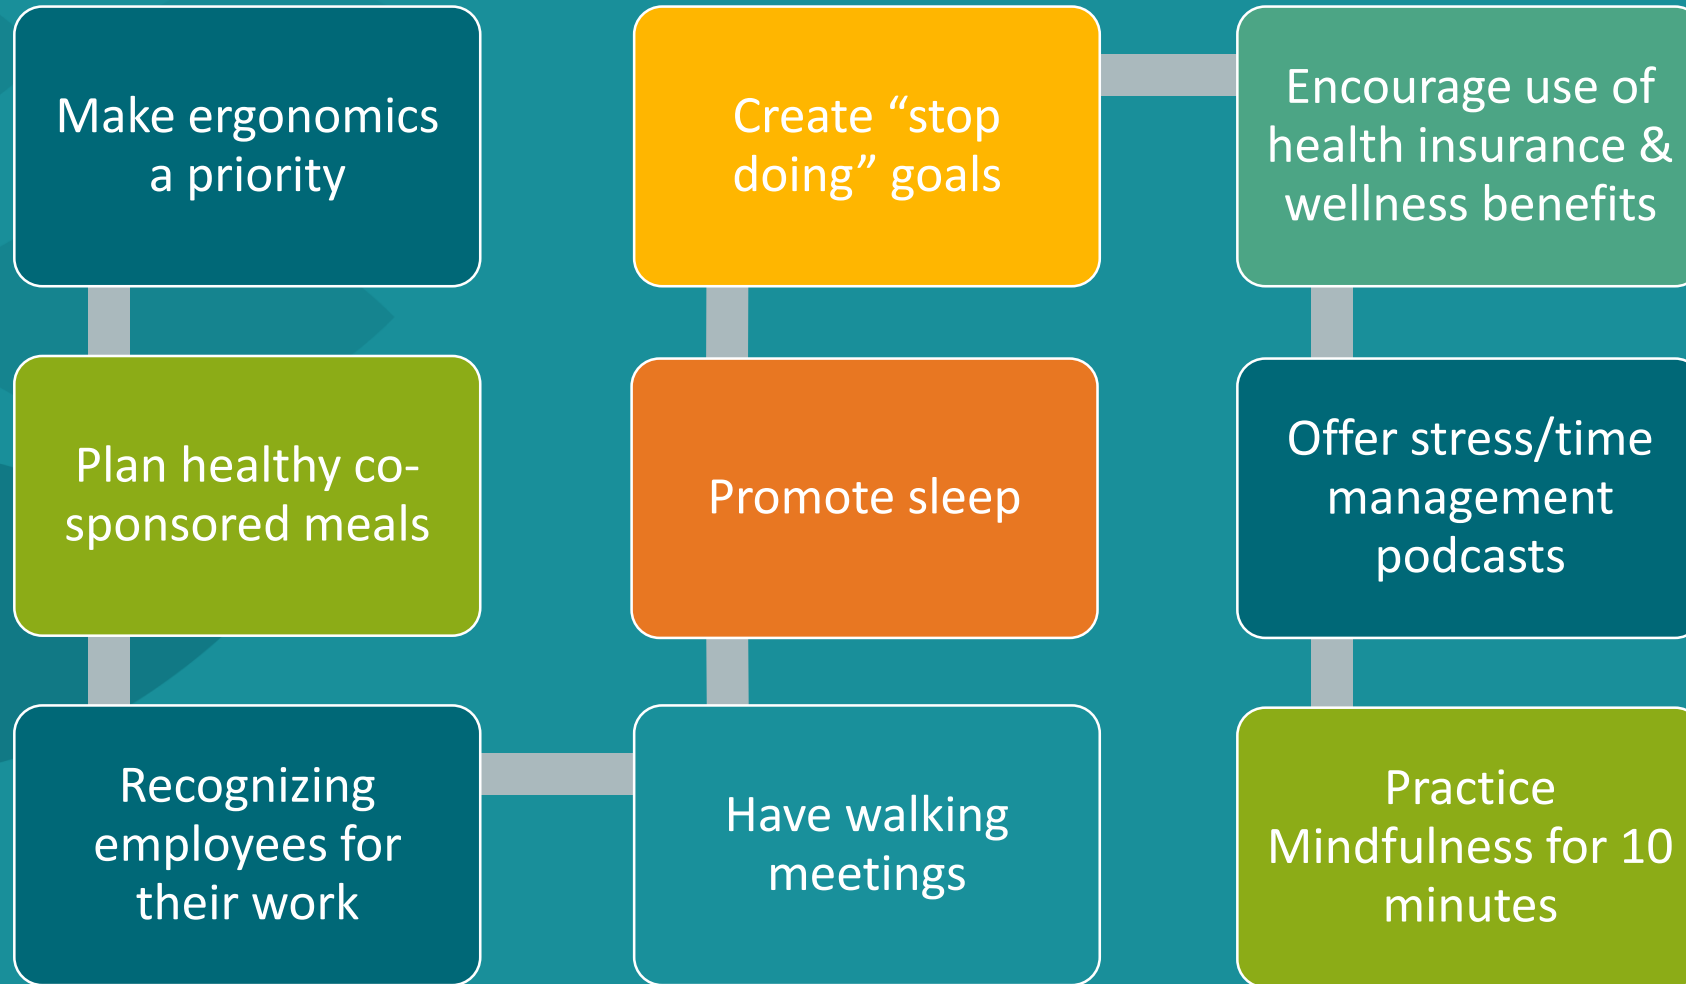 Make ergonomics
a priority
Plan healthy co-
sponsored meals
Recognizing
employees for
their work
Have walking
meetings
Promote sleep
Create “stop
doing” goals
Encourage use of
health insurance &
wellness benefits
Offer stress/time
management
podcasts
Practice
Mindfulness for 10
minutes